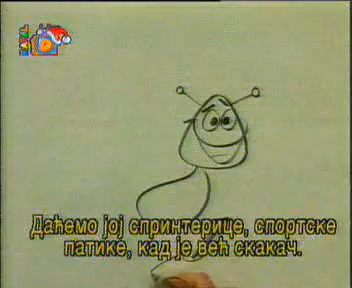 Даћемо јој спринтерице, спортске
патике, кад је већ скакач.